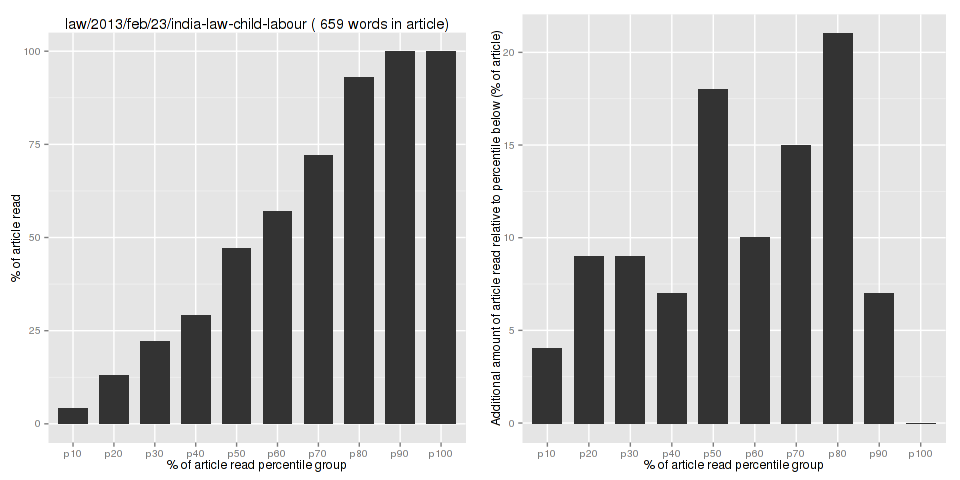 law/2013/feb/23/india-law-child-labour ( 659 words in article)
% of article read
100
75
50
25
0
p10 p20 p30 p40 p50 p60 p70 p80 p90 p100
% of article read percentile group
Additional amount of article read relative to percentile below (% of article)
20
15
10
5
0
p10 p20 p30 p40 p50 p60 p70 p80 p90 p100
% of article read percentile group